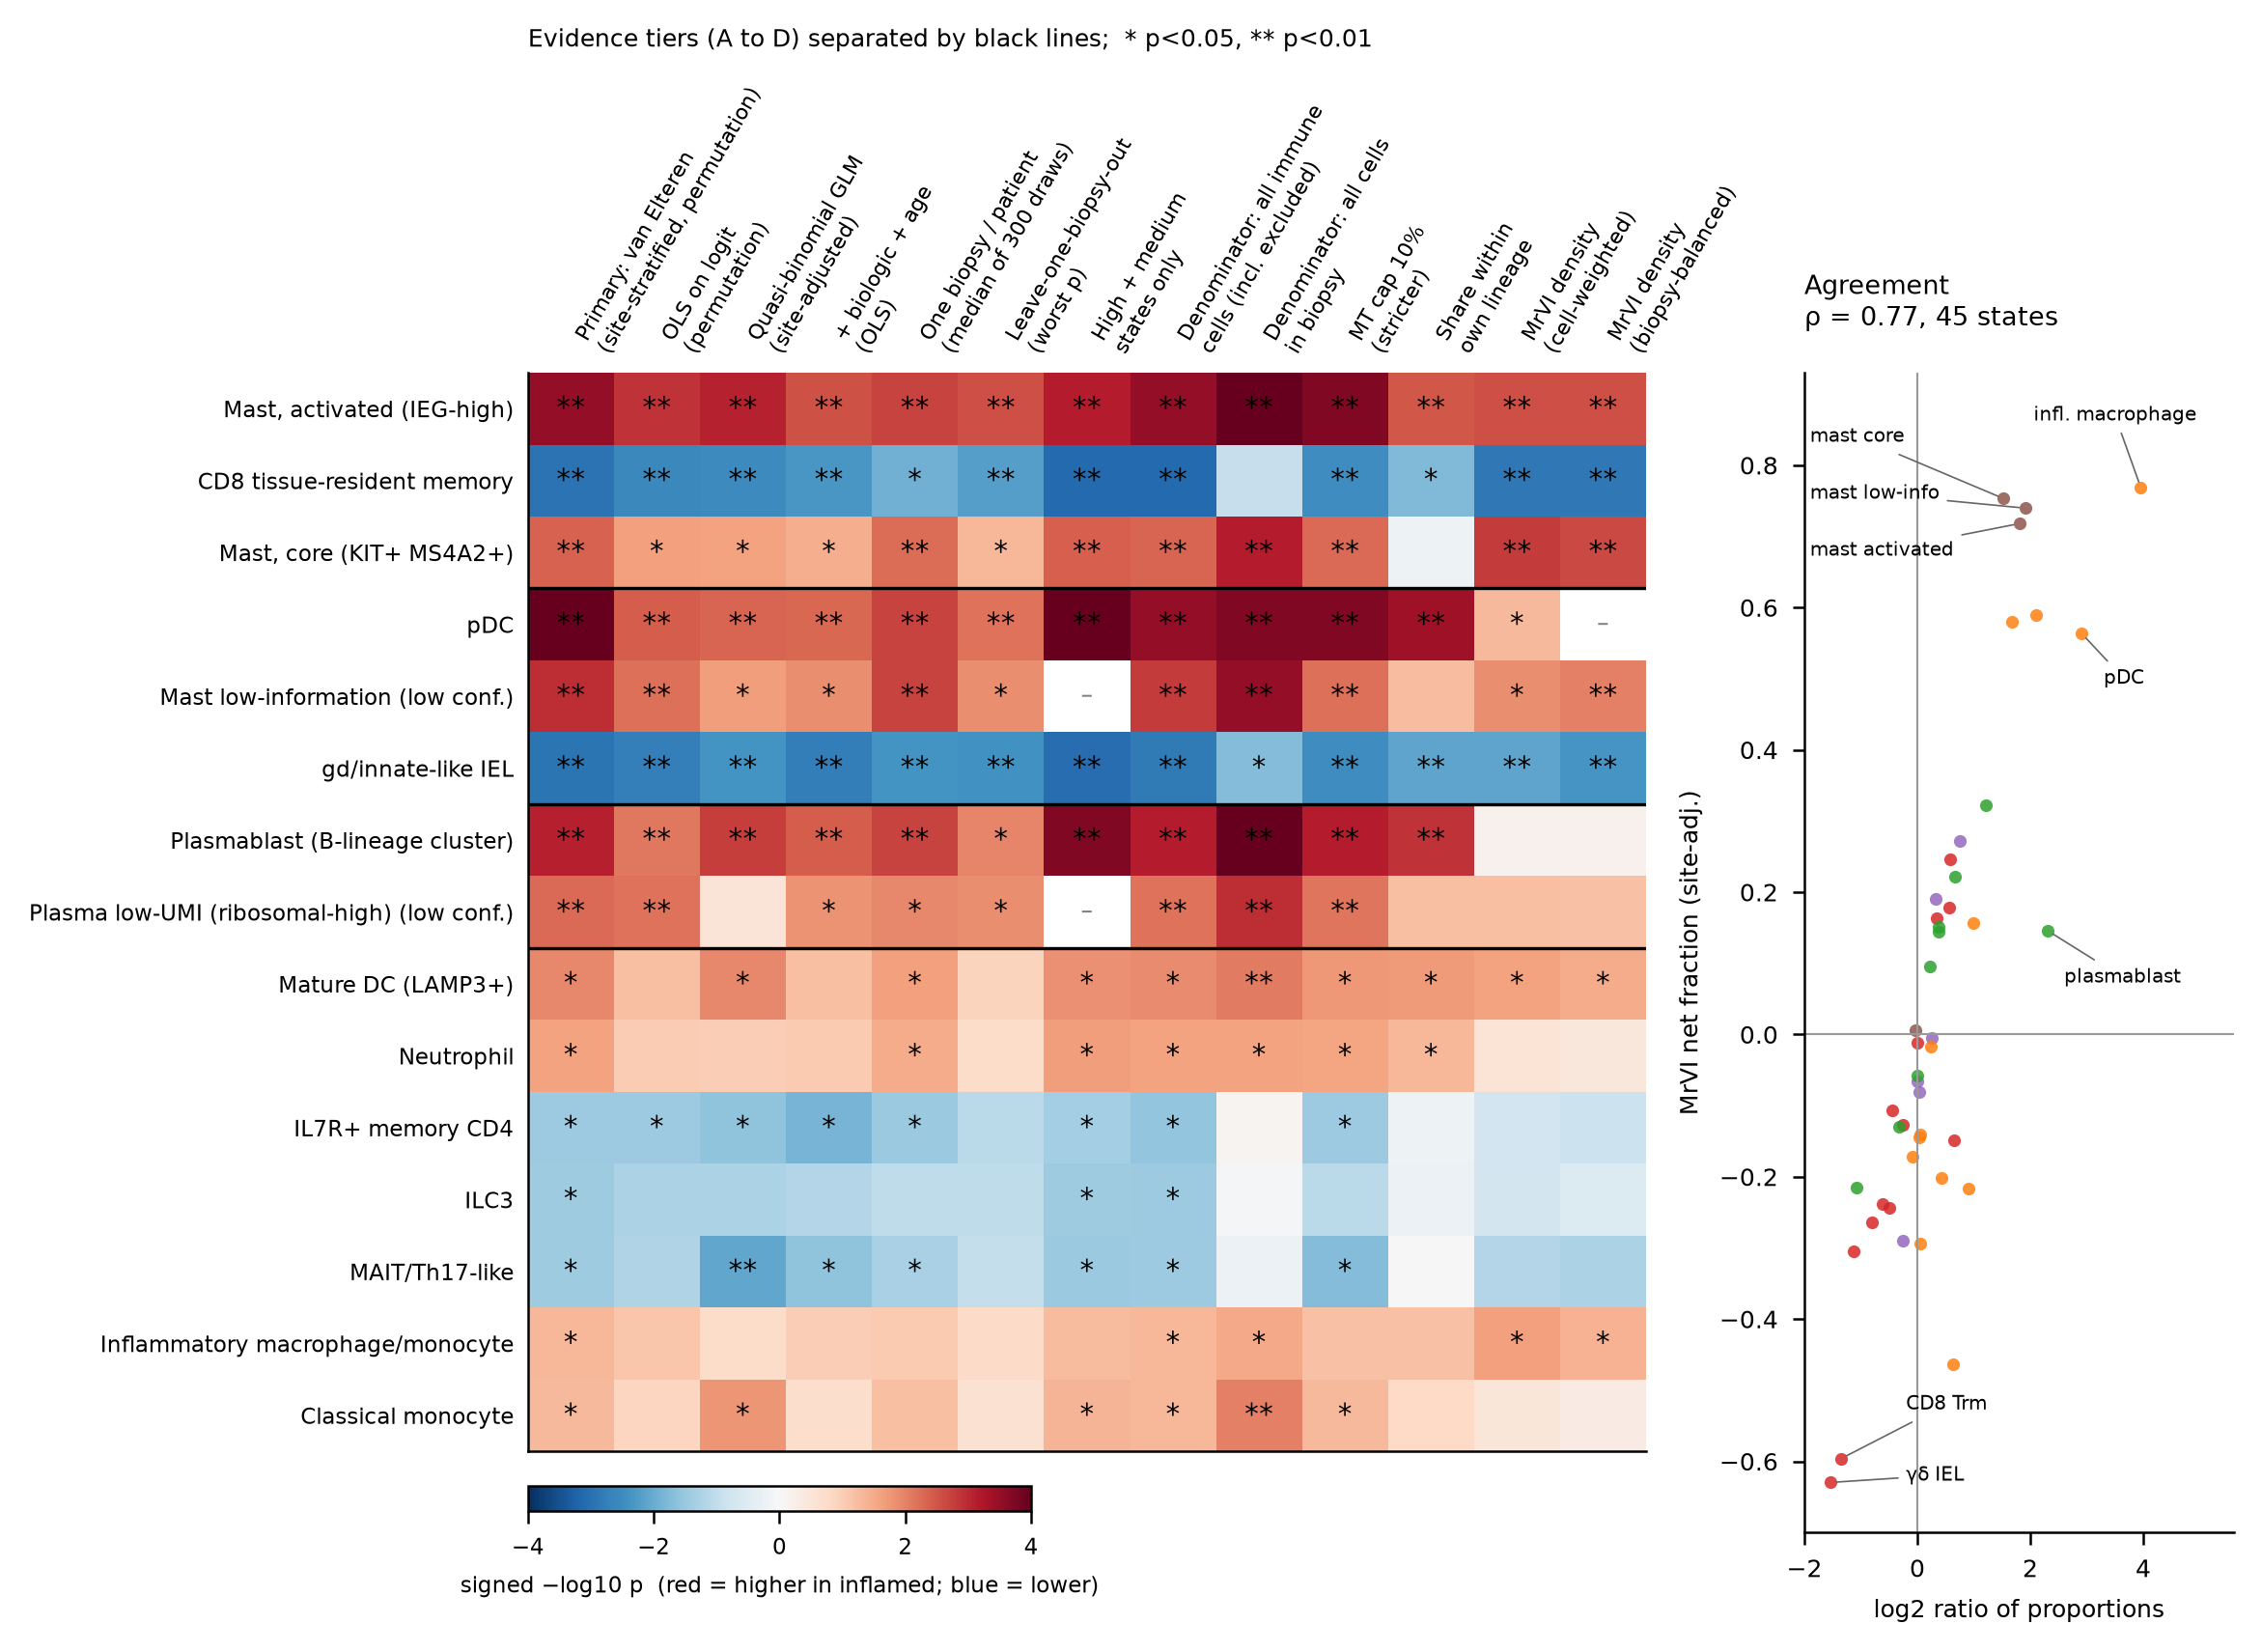 Evidence tiers (A to D) separated by black lines;  * p<0.05, ** p<0.01
Primary: van Elteren
(site-stratified, permutation)
OLS on logit
(permutation)
Quasi-binomial GLM
(site-adjusted)
+ biologic + age
(OLS)
One biopsy / patient
(median of 300 draws)
Leave-one-biopsy-out
(worst p)
High + medium
states only
Denominator: all immune
cells (incl. excluded)
Denominator: all cells
in biopsy
MT cap 10%
(stricter)
Share within
own lineage
MrVI density
(cell-weighted)
MrVI density
(biopsy-balanced)
Mast, activated (IEG-high) ** ** ** ** ** ** ** ** ** ** ** ** **
CD8 tissue-resident memory ** ** ** ** * ** ** ** ** * ** **
Mast, core (KIT+ MS4A2+) ** * * * ** * ** ** ** ** ** **
pDC ** ** ** ** ** ** ** ** ** ** ** * –
Mast low-information (low conf.) ** ** * * ** * – ** ** ** * **
gd/innate-like IEL ** ** ** ** ** ** ** ** * ** ** ** **
Plasmablast (B-lineage cluster) ** ** ** ** ** * ** ** ** ** **
Plasma low-UMI (ribosomal-high) (low conf.) ** ** * * * – ** ** **
Mature DC (LAMP3+) * * * * * ** * * * *
Neutrophil * * * * * * *
IL7R+ memory CD4 * * * * * * * *
ILC3 * * *
MAIT/Th17-like * ** * * * * *
Inflammatory macrophage/monocyte * * * * *
Classical monocyte * * * * ** *
−4 −2 0 2 4
signed −log10 p  (red = higher in inflamed; blue = lower)
Agreement
ρ = 0.77, 45 states
MrVI net fraction (site-adj.)
0.8
0.6
0.4
0.2
0.0
−0.2
−0.4
−0.6
infl. macrophage
mast core
mast low-info
mast activated
pDC
plasmablast
CD8 Trm
γδ IEL
−2 0 2 4
log2 ratio of proportions